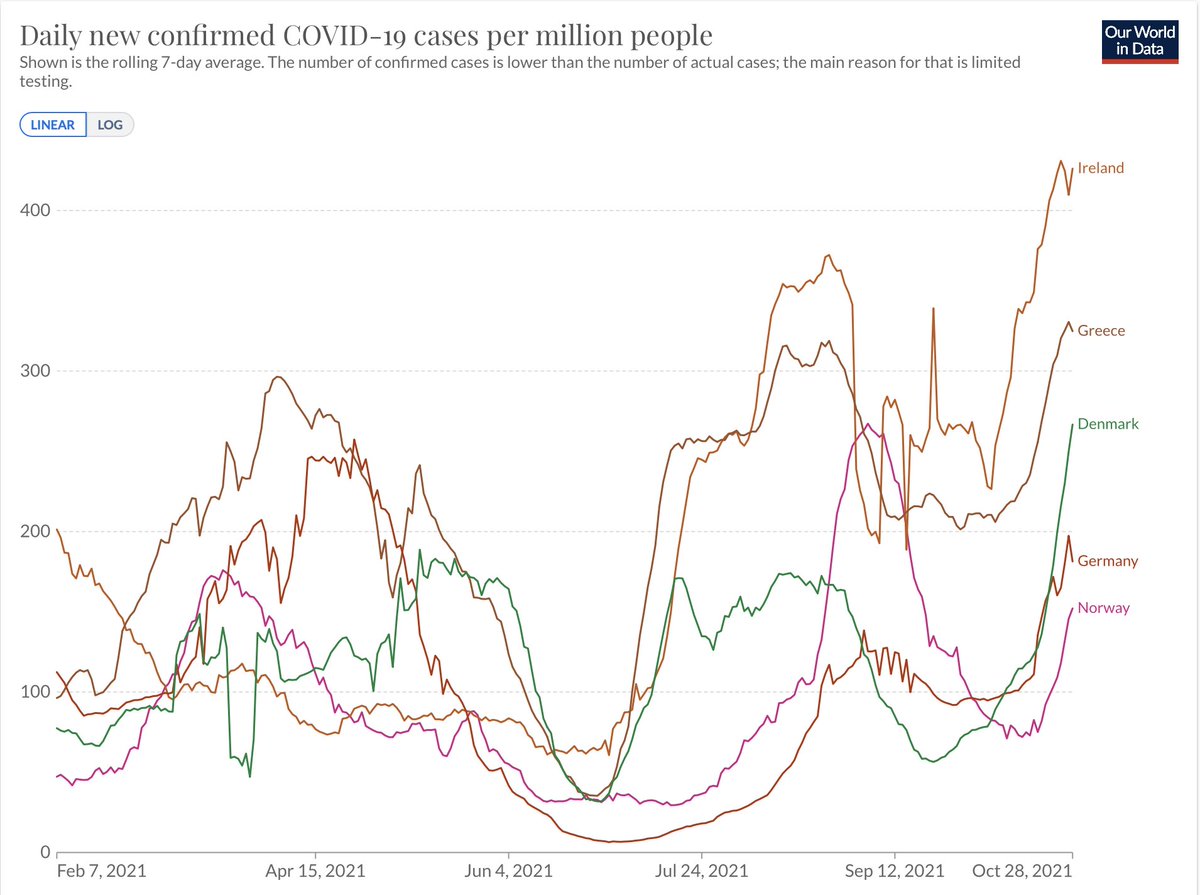 Daily new confirmed COVID-19 cases per million people
Our World
in Data
Shown is the rolling 7-day average. The number of confirmed cases is lower than the number of actual cases; the main reason for that is limited
testing.
LINEAR LOG
Ireland
400
Greece
300
Denmark
200
Germany
Norway
100
0
Feb 7, 2021 Apr 15, 2021 Jun 4, 2021 Jul 24, 2021 Sep 12, 2021 Oct 28, 2021